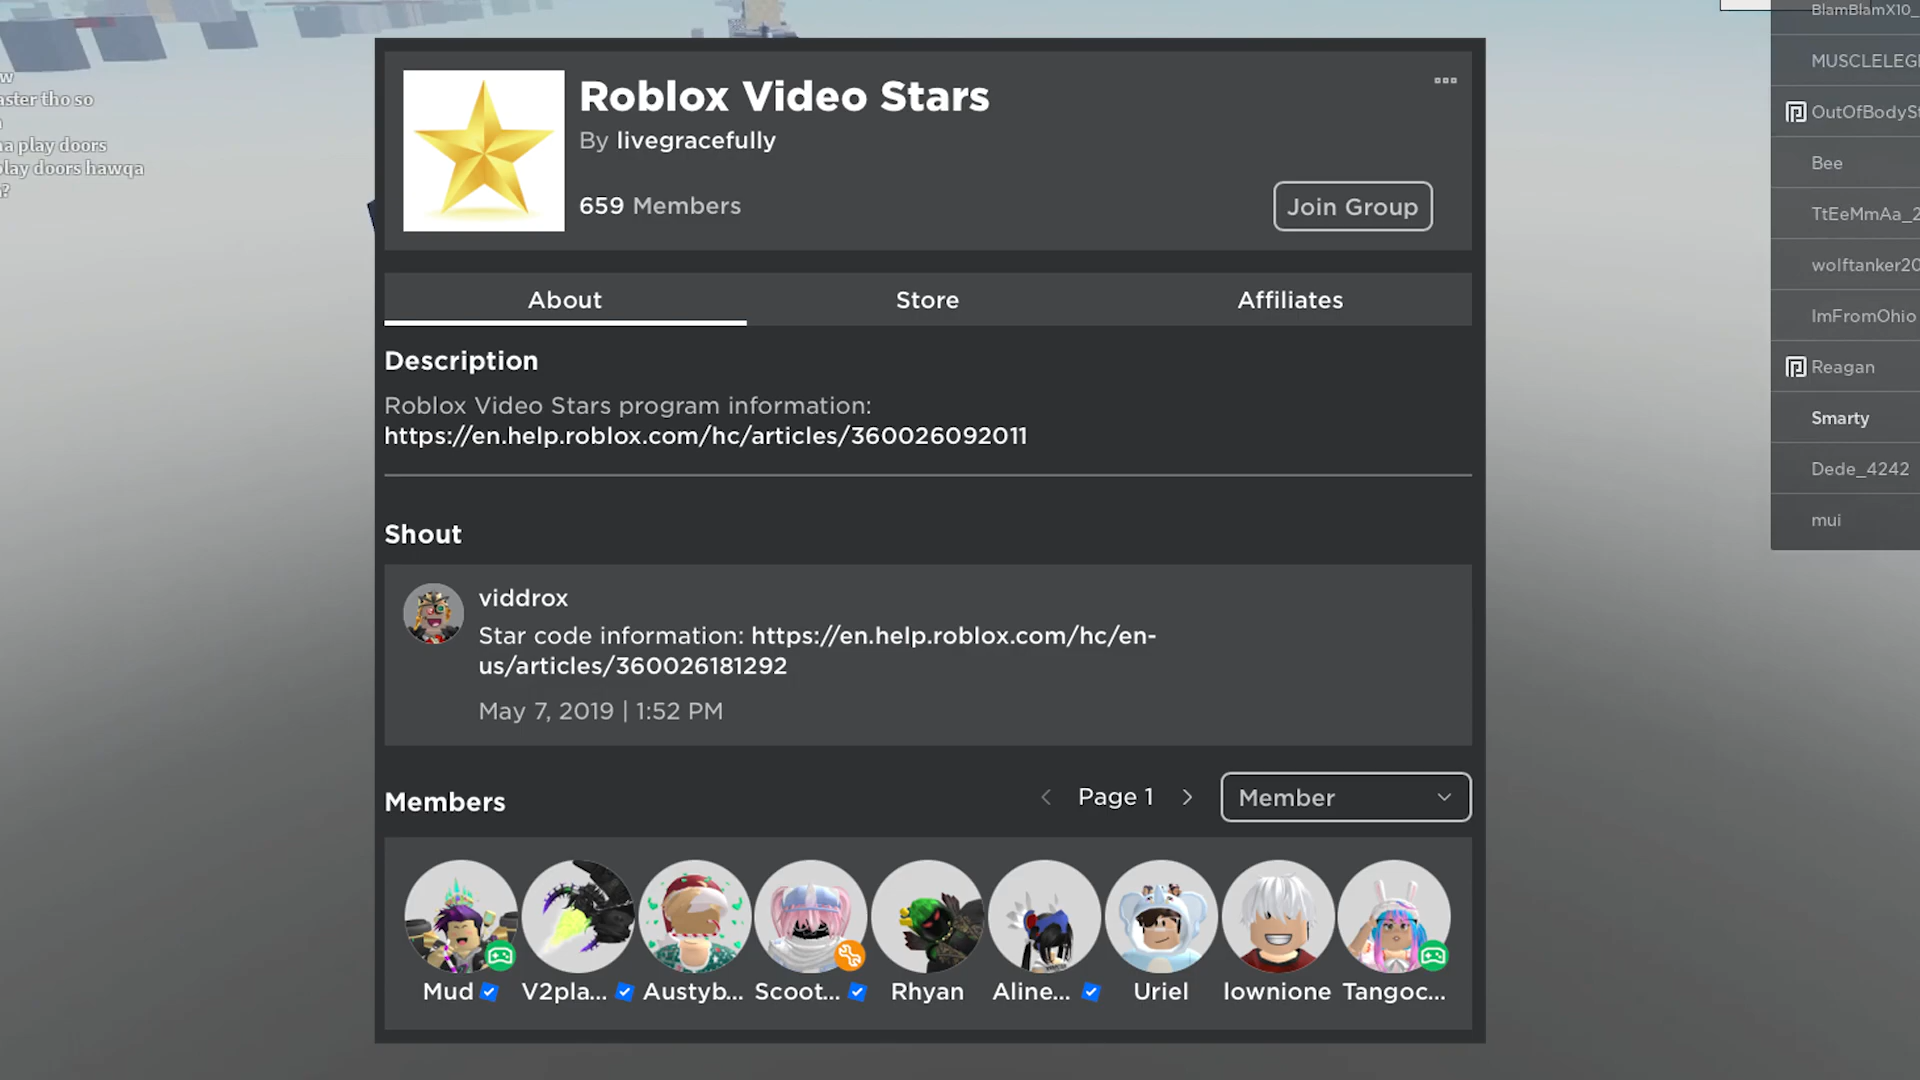 aster tho so
a play doors
play doors hawqa
Roblox Video Stars
By livegracefully
659 Members
Join Group
About
Store
Affiliates
Description
Roblox Video Stars program information:
https://en.help.roblox.com/hc/articles/360026092011
Shout
viddrox
Star code information: https://en.help.roblox.com/hc/en-
us/articles/360026181292
May 7, 2019 | 1:52 PM
Members
Page 1
Member
Mud
V2pla...
Austyb...
Scoot...
Rhyan
Aline...
Uriel
Iownione
Tangoc...
BlamBlamX10_
MUSCLELEG
OutOfBodySt
Bee
TtEeMmAa_2
wolftanker20
ImFromOhio
Reagan
Smarty
Dede_4242
mui